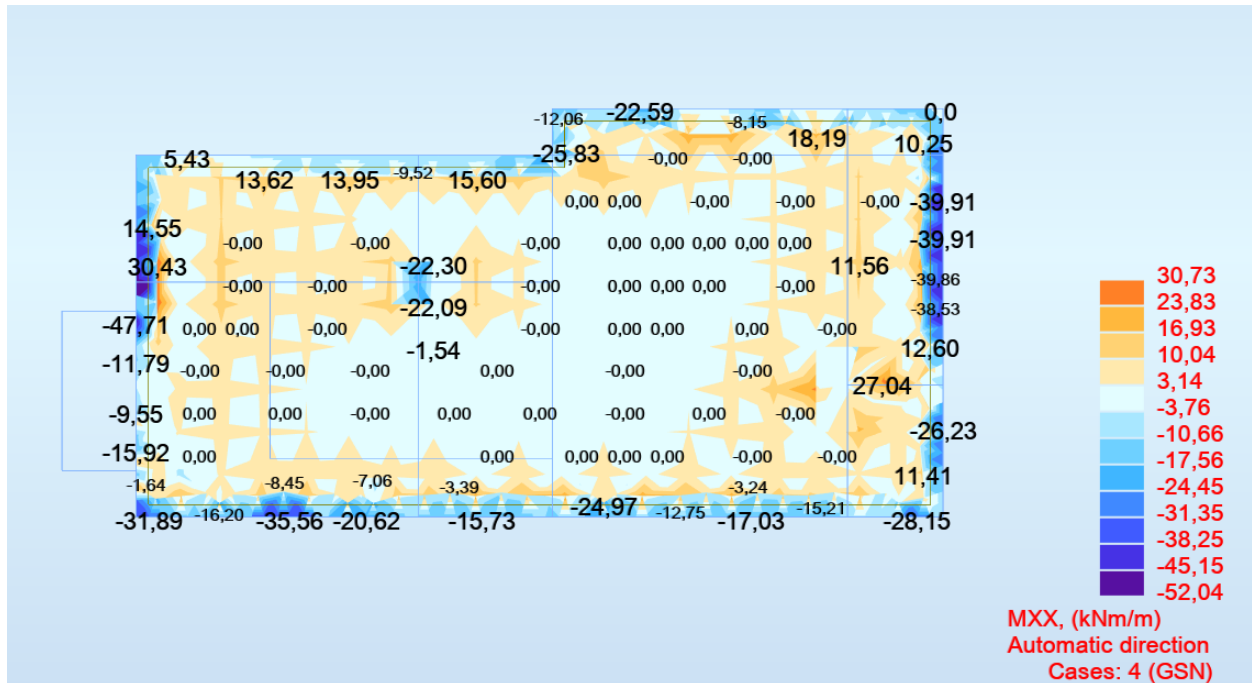 -12,06 -22,59 -8,15 0,0
18,19 10,25
5,43 -25,83 -0,00 -0,00
13,62 13,95 -9,52 15,60
0,00 0,00 -0,00 -0,00 -0,00 -39,91
14,55
-0,00 -0,00 -0,00 0,00 0,00 0,00 0,00 -0,00 -39,91
30,43 -22,30 11,56
-0,00 -0,00 -0,00 0,00 0,00 0,00 -0,00 -39,86
-22,09 -38,53
-47,71 0,00 0,00 -0,00 -0,00 0,00 0,00 -0,00 -0,00
-1,54 12,60
-11,79 -0,00 -0,00 -0,00 0,00 -0,00 -0,00
27,04
-9,55 0,00 0,00 -0,00 0,00 0,00 -0,00 -0,00 -0,00
-26,23
-15,92 0,00 0,00 0,00 0,00 0,00 -0,00 -0,00
11,41
-1,64 -8,45 -7,06 -3,39 -3,24
-24,97
-16,20 -12,75 -15,21
-31,89 -35,56 -20,62 -15,73 -17,03 -28,15
30,73
23,83
16,93
10,04
3,14
-3,76
-10,66
-17,56
-24,45
-31,35
-38,25
-45,15
-52,04
MXX, (kNm/m)
Automatic direction
Cases: 4 (GSN)